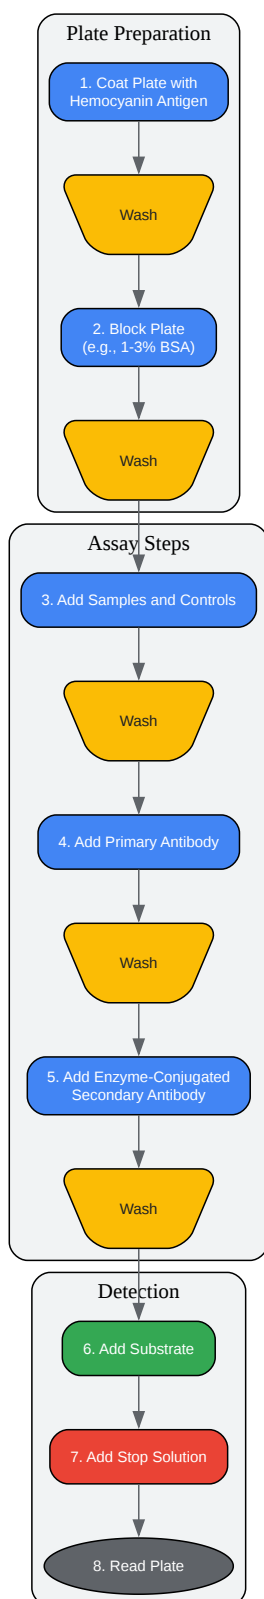 Plate Preparation
1. Coat Plate with
Hemocyanin Antigen
Wash
2. Block Plate
(e.g., 1-3% BSA)
Wash
Assay Steps
3. Add Samples and Controls
Wash
4. Add Primary Antibody
Wash
5. Add Enzyme-Conjugated
Secondary Antibody
Wash
Detection
6. Add Substrate
7. Add Stop Solution
8. Read Plate